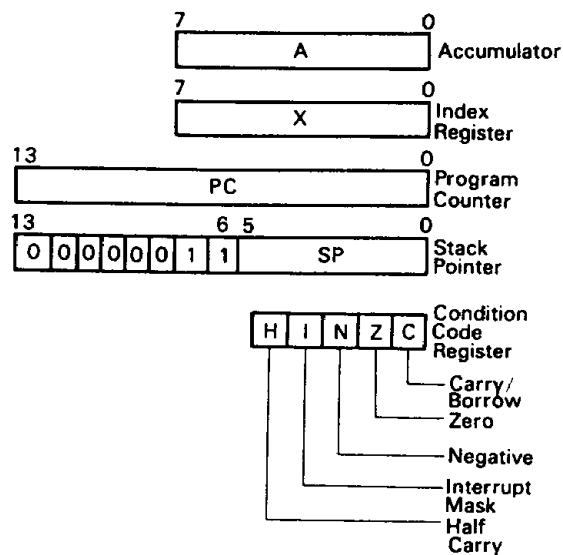 7 0
A Accumulator
7 0
X Index
Register
13 0
PC Program
Counter
13 6 5 0
0 0 0 0 0 0 1 1 SP Stack
Pointer
H I N Z C Condition
Code
Register
Carry/
Borrow
Zero
Negative
Interrupt
Mask
Half
Carry